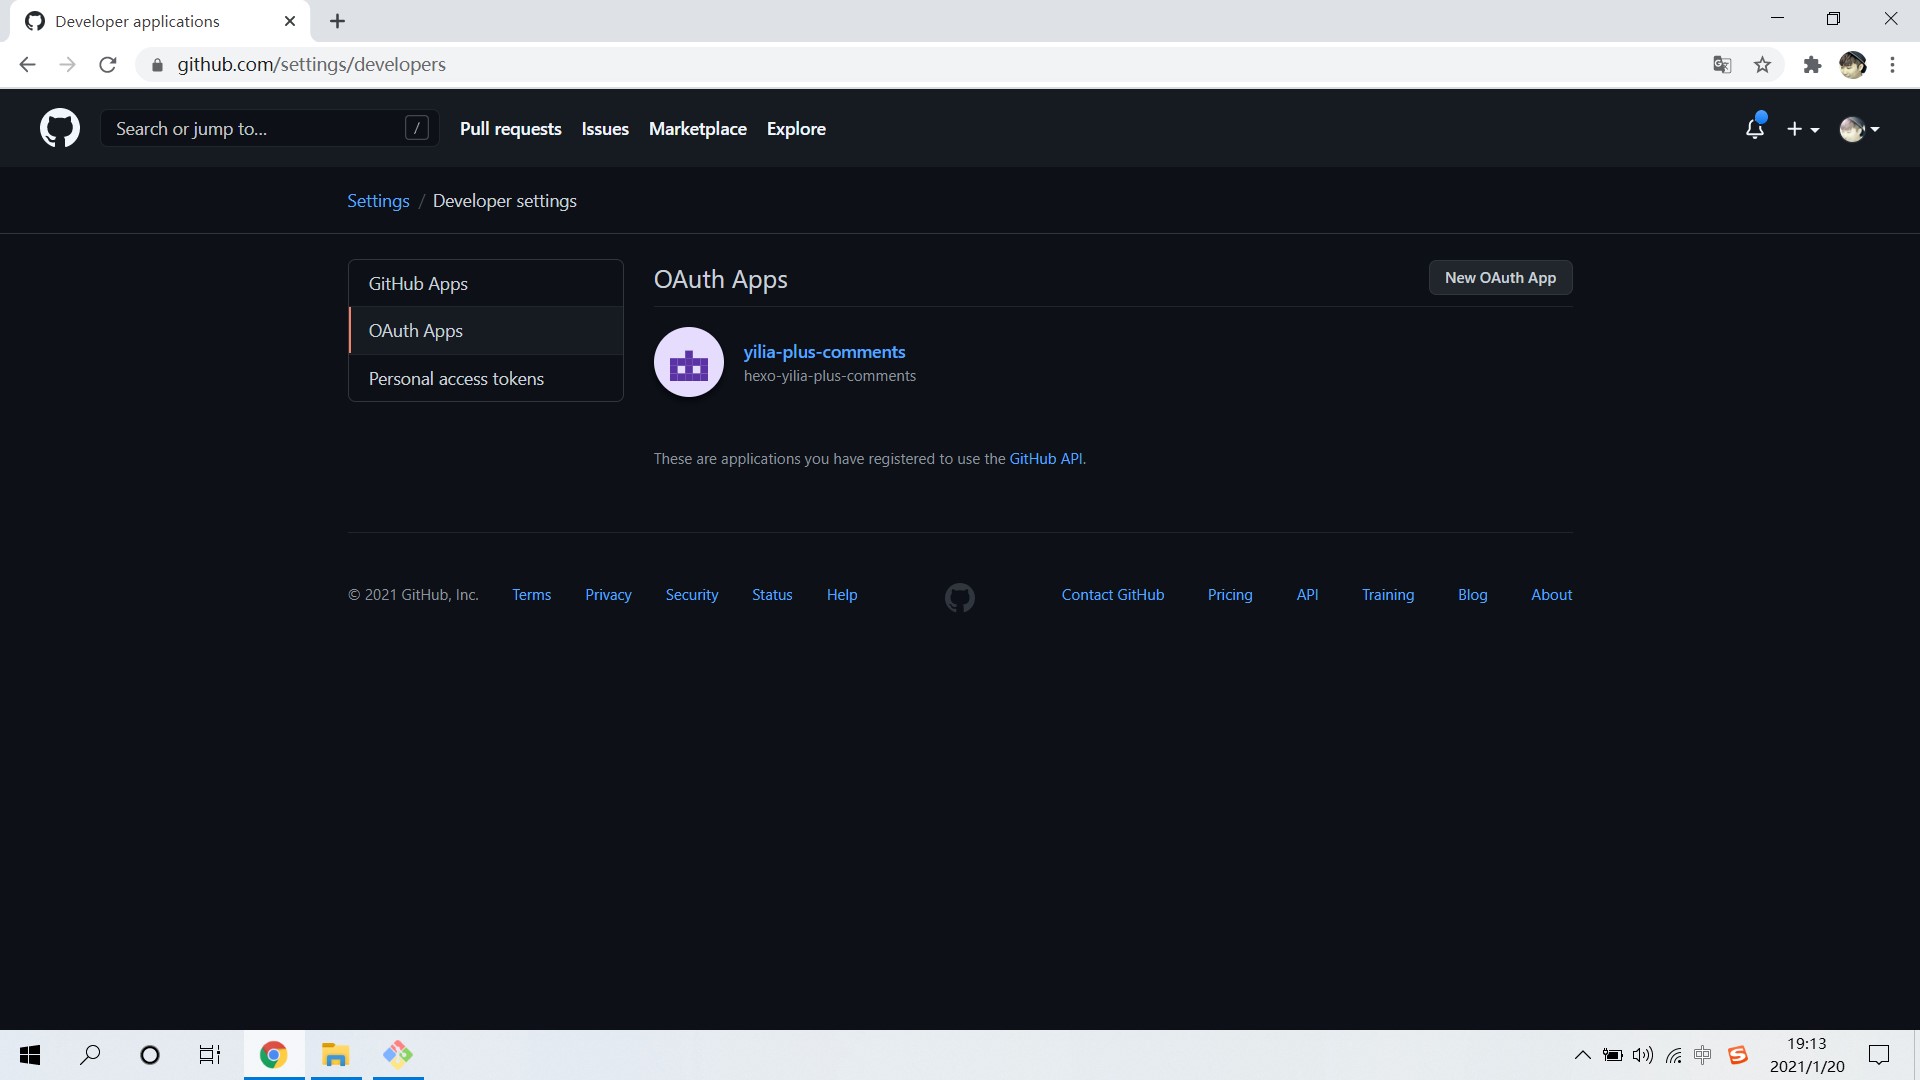 Developer applications
github.com/settings/developers
Search or jump to... /
Pull requests Issues Marketplace Explore
Settings / Developer settings
GitHub Apps
OAuth Apps
Personal access tokens
OAuth Apps
New OAuth App
yilia-plus-comments
hexo-yilia-plus-comments
These are applications you have registered to use the GitHub API.
© 2021 GitHub, Inc. Terms Privacy Security Status Help Contact GitHub Pricing API Training Blog About
中
19:13
2021/1/20